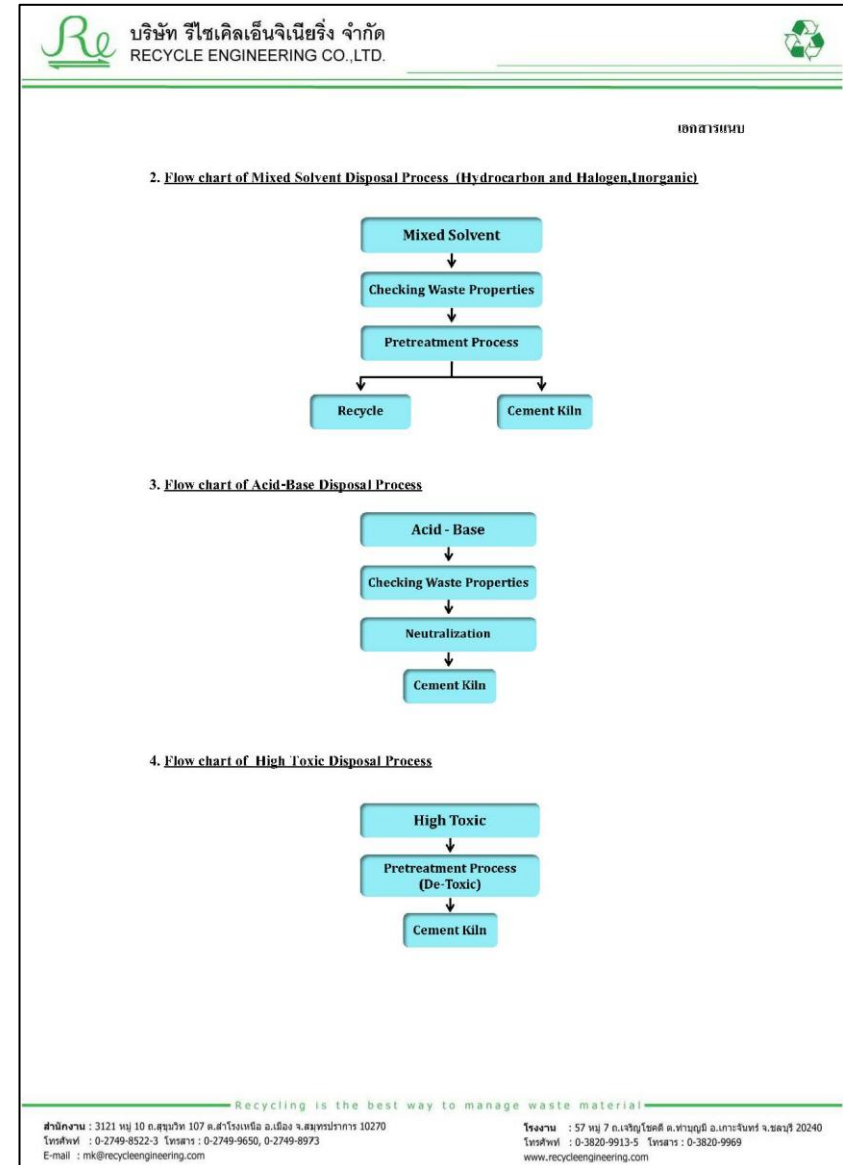 Re
บริษัท รีไซเคิลเอ็นจิเนียริ่ง จำกัด
RECYCLE ENGINEERING CO.,LTD.
เอกสารแนบ
2. Flow chart of Mixed Solvent Disposal Process (Hydrocarbon and Halogen,Inorganic)
Mixed Solvent
Checking Waste Properties
Pretreatment Process
Recycle
Cement Kiln
3. Flow chart of Acid-Base Disposal Process
Acid - Base
Checking Waste Properties
Neutralization
Cement Kiln
4. Flow chart of High Toxic Disposal Process
High Toxic
Pretreatment Process
(De-Toxic)
Cement Kiln
Recycling is the best way to manage waste material
สำนักงาน : 3121 หมู่ 10 ถ.สุขุมวิท 107 ต.สำโรงเหนือ อ.เมือง จ.สมุทรปราการ 10270
โทรศัพท์ : 0-2749-8522-3 โทรสาร : 0-2749-9650, 0-2749-8973
E-mail : mk@recycleengineering.com
โรงงาน : 57 หมู่ 7 ถ.เจริญโชคดี ต.ท่าบุญมี อ.เกาะจันทร์ จ.ชลบุรี 20240
โทรศัพท์ : 0-3820-9913-5 โทรสาร : 0-3820-9969
www.recycleengineering.com